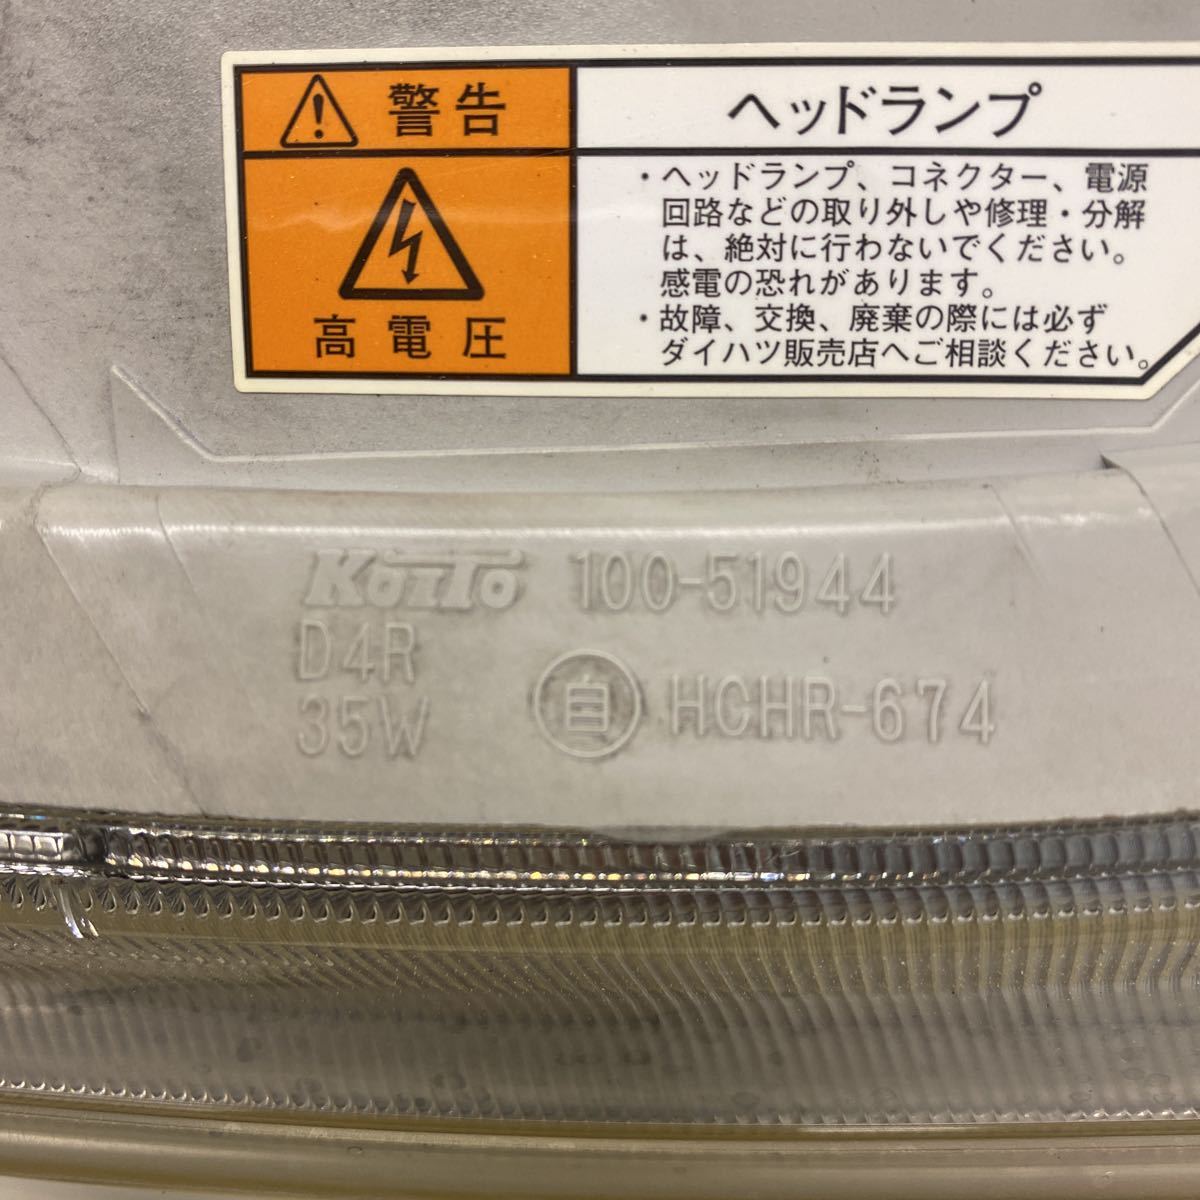 警告
高電圧
ヘッドランプ
・ヘッドランプ、コネクター、電源
回路などの取り外しや修理・分解
は、絶対に行わないでください。
感電の恐れがあります。
・故障、交換、廃棄の際には必ず
ダイハツ販売店へご相談ください。
KOITO 100-51944
D4R
35W
自 HCHR-674